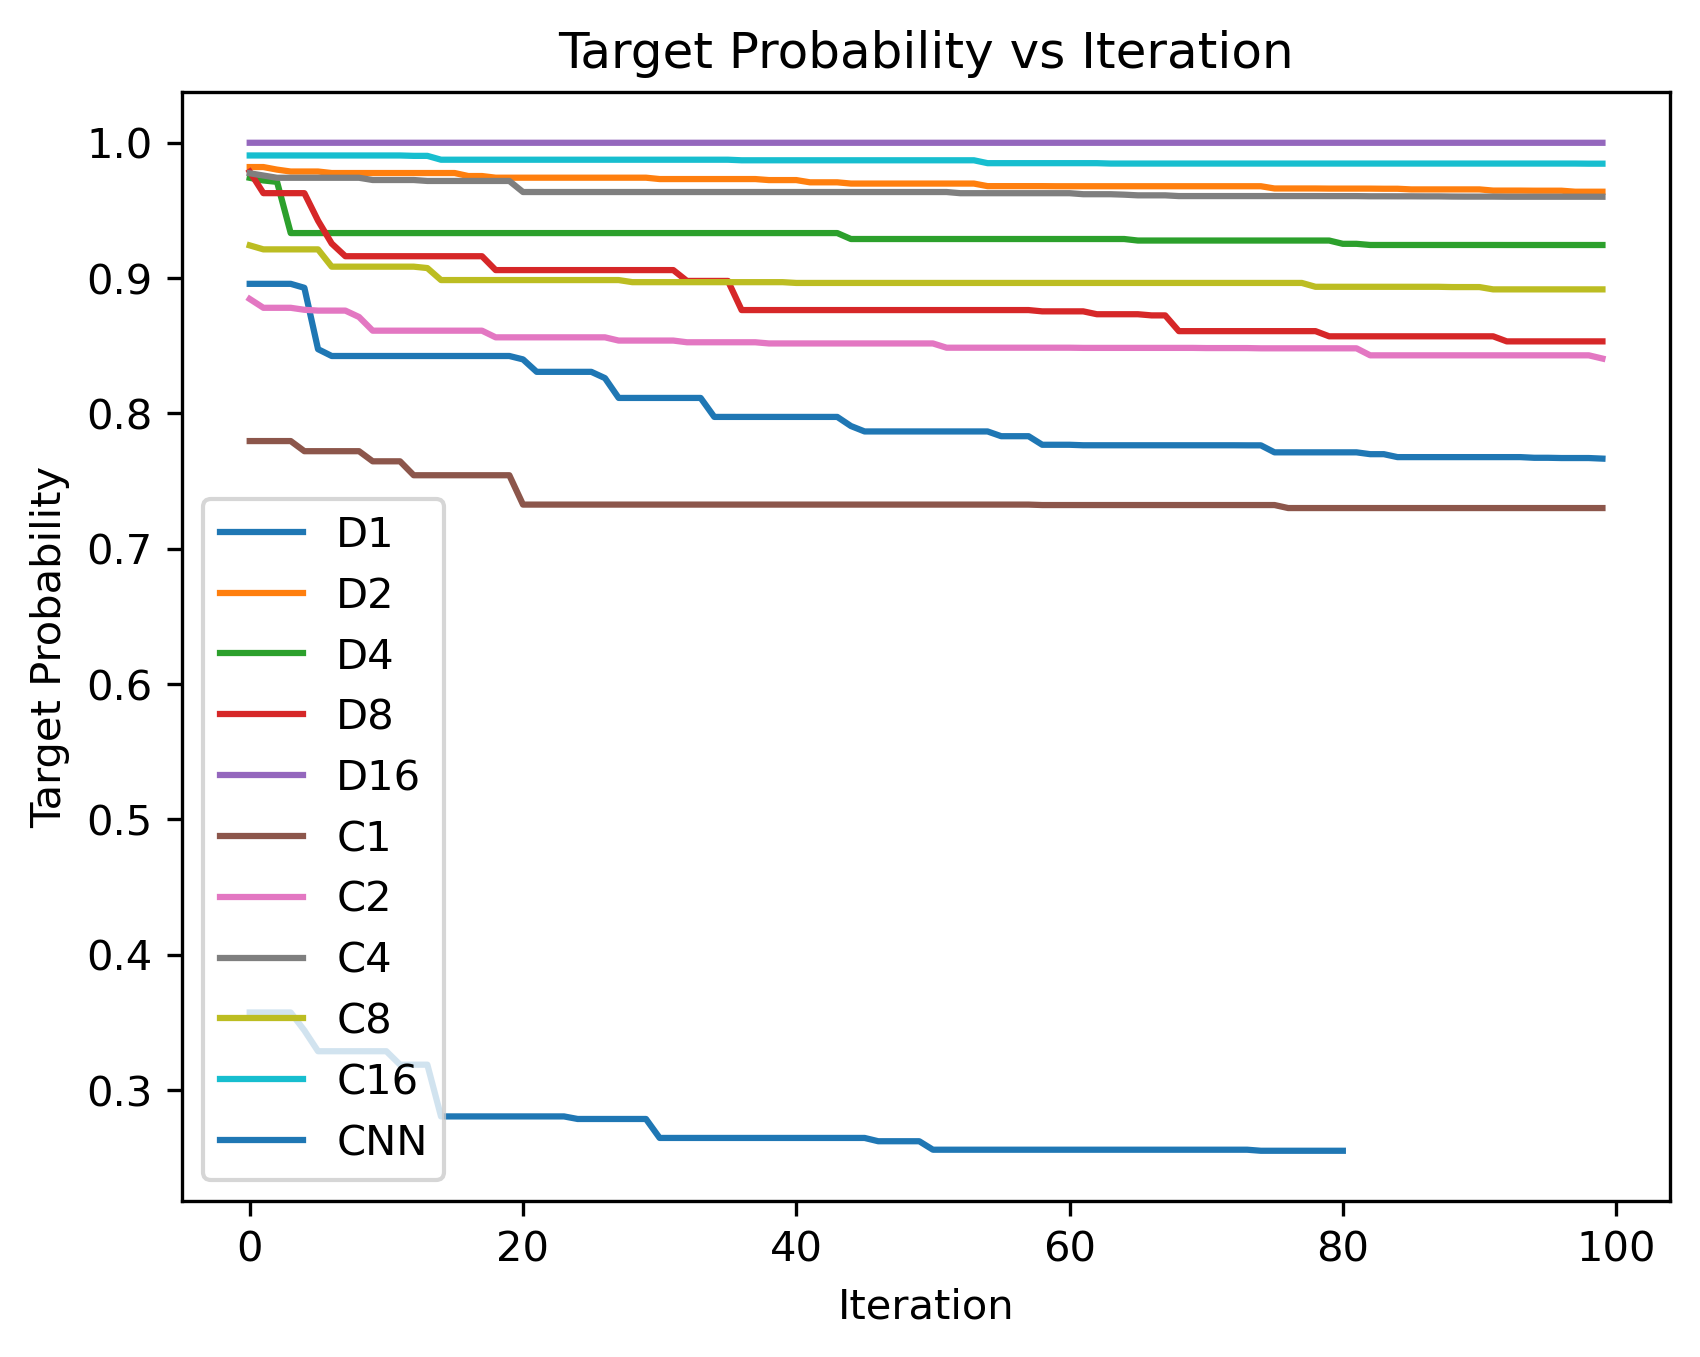 Target Probability vs Iteration
Target Probability
1.0
0.9
0.8
0.7
0.6
0.5
0.4
0.3
D1
D2
D4
D8
D16
C1
C2
C4
C8
C16
CNN
0 20 40 60 80 100
Iteration